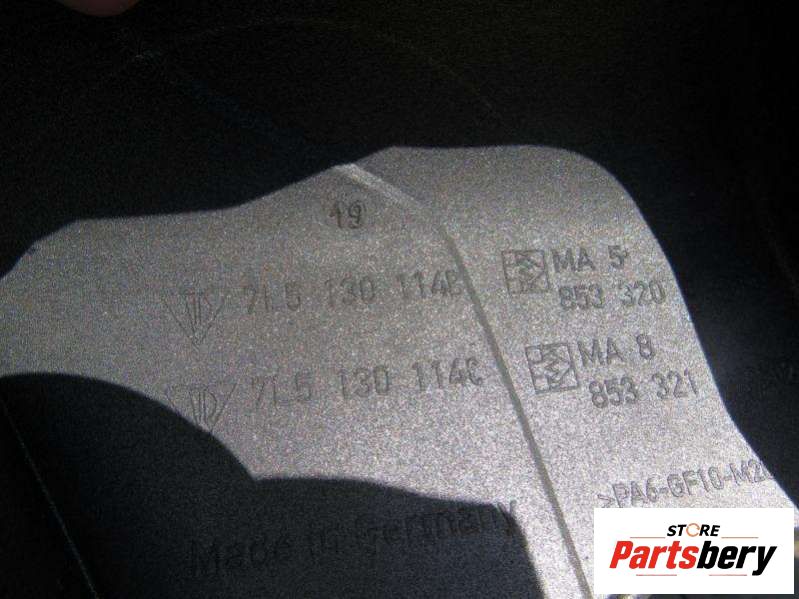 19
7L5 130 114B
MA 5
853 320
7L5 130 114C
MA 8
853 321
>PA6-GF10-M20
Made in Germany
STORE
Partsbery